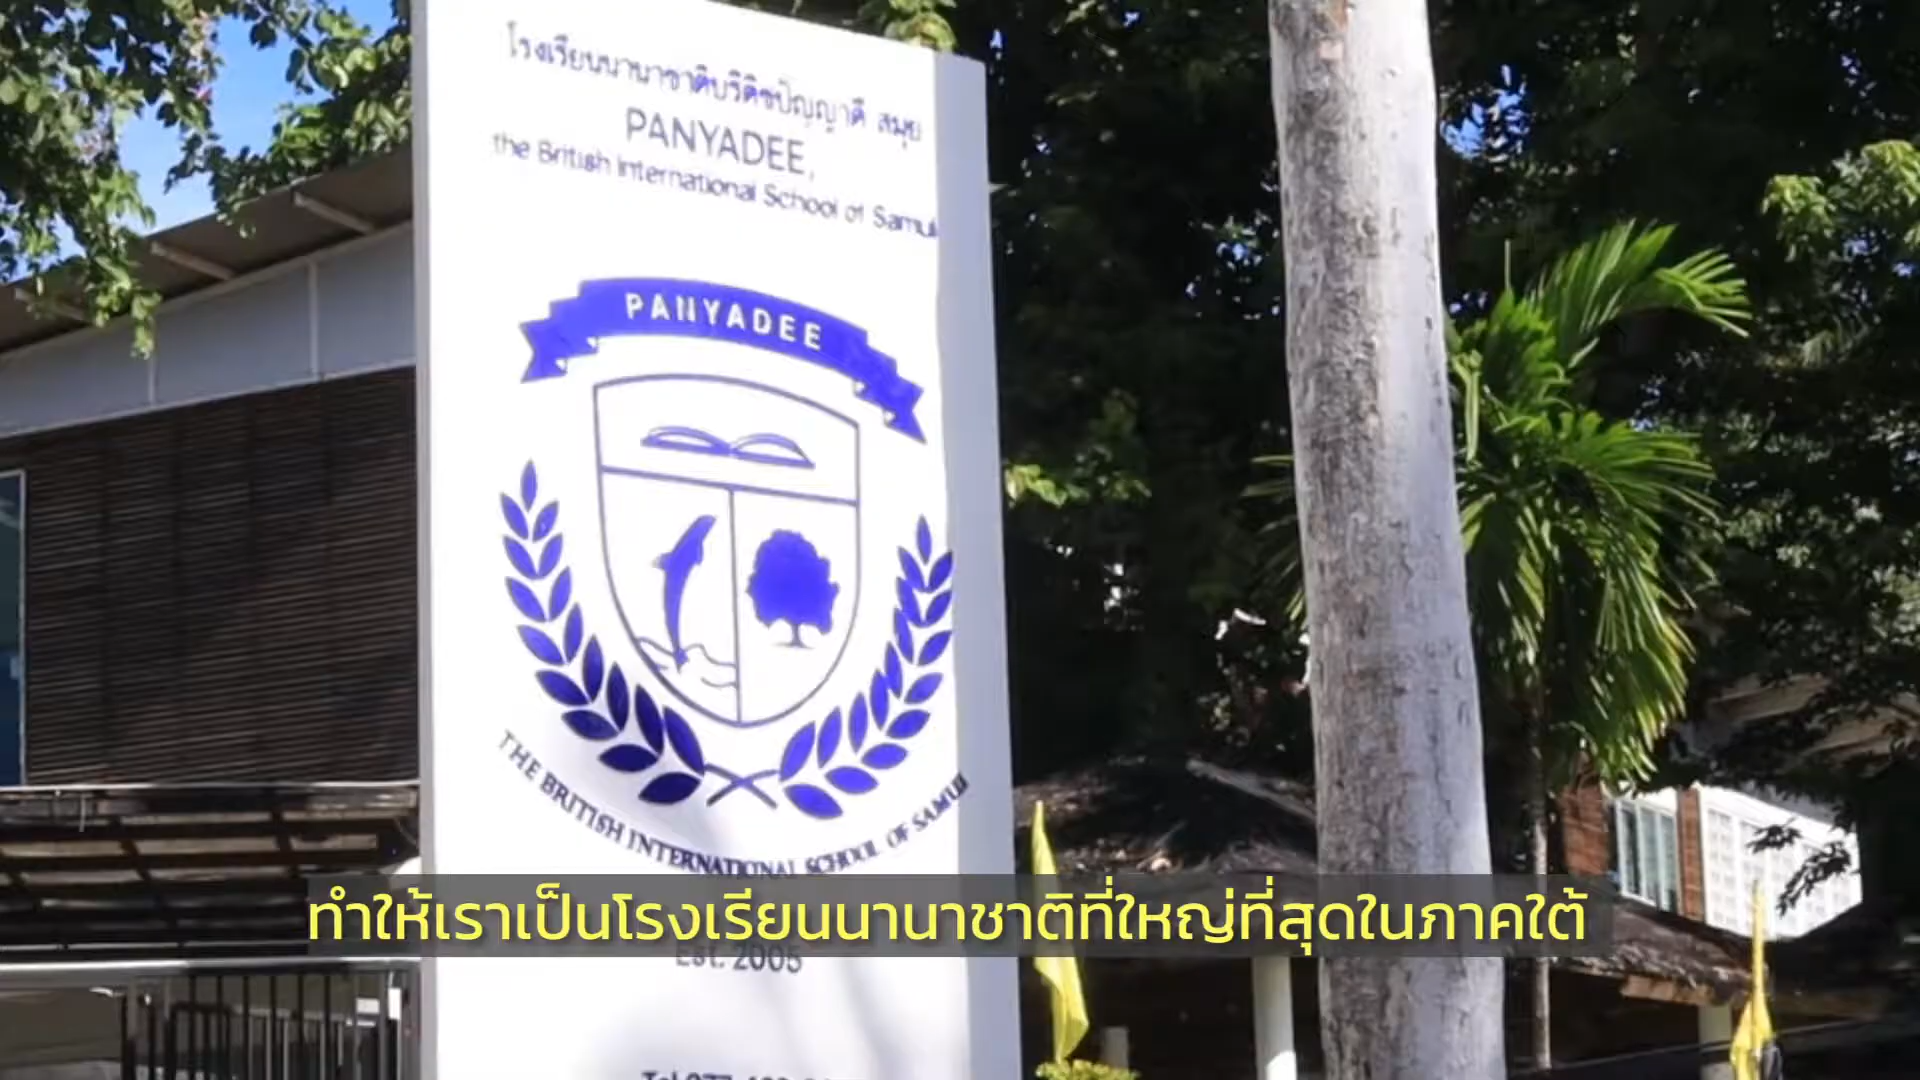 โรงเรียนนานาชาติบริติชปัญญาดี สมุย
PANYADEE,
the British International School of Samui
PANYADEE
THE BRITISH INTERNATIONAL SCHOOL OF SAMUI
ทำให้เราเป็นโรงเรียนนานาชาติที่ใหญ่ที่สุดในภาคใต้
Est. 2005